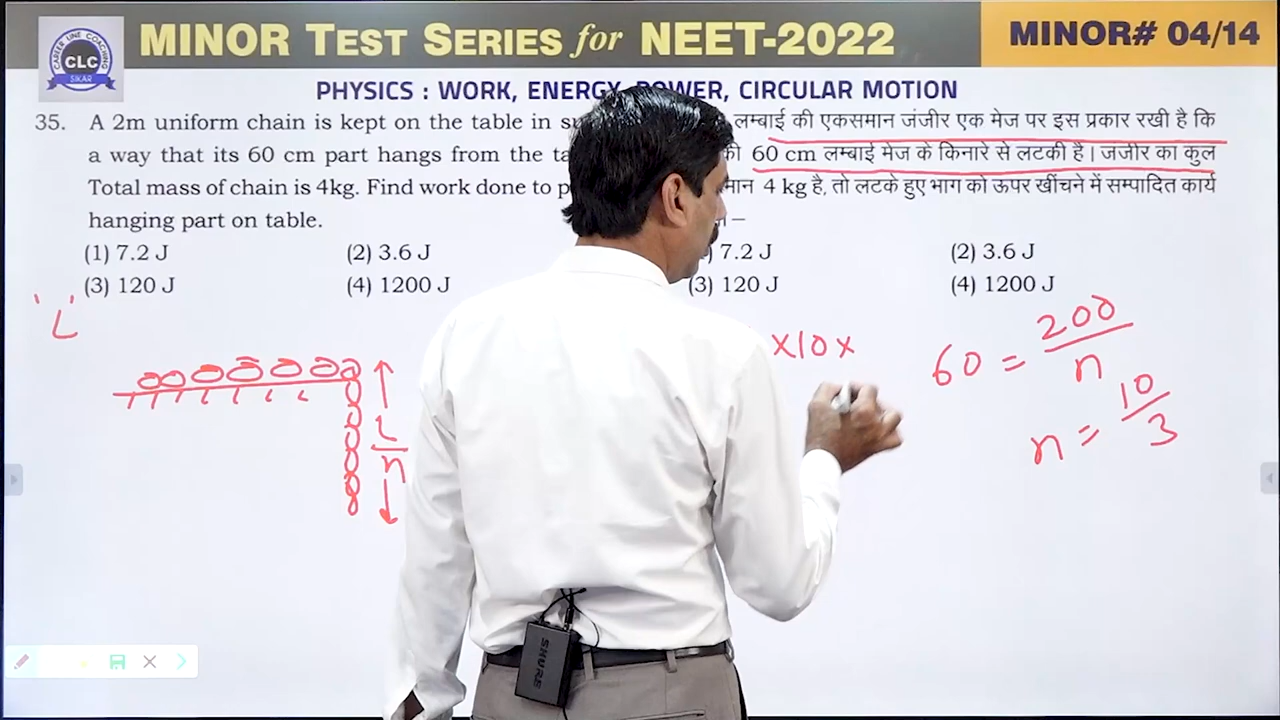 CAREER LINE COACHING
CLC
SIKAR
MINOR TEST SERIES for NEET-2022
MINOR# 04/14
PHYSICS : WORK, ENERGY, POWER, CIRCULAR MOTION
35. A 2m uniform chain is kept on the table in
a way that its 60 cm part hangs from the
Total mass of chain is 4kg. Find work done to
hanging part on table.
(1) 7.2 J (2) 3.6 J
(3) 120 J (4) 1200 J
लम्बाई की एकसमान जंजीर एक मेज पर इस प्रकार रखी है कि
60 cm लम्बाई मेज के किनारे से लटकी है। जंजीर का कुल
4 kg है, तो लटके हुए भाग को ऊपर खींचने में सम्पादित कार्य
7.2 J (2) 3.6 J
(3) 120 J (4) 1200 J
'L'
L/n
×10×
60 = 200/n
n = 10/3
SHURE